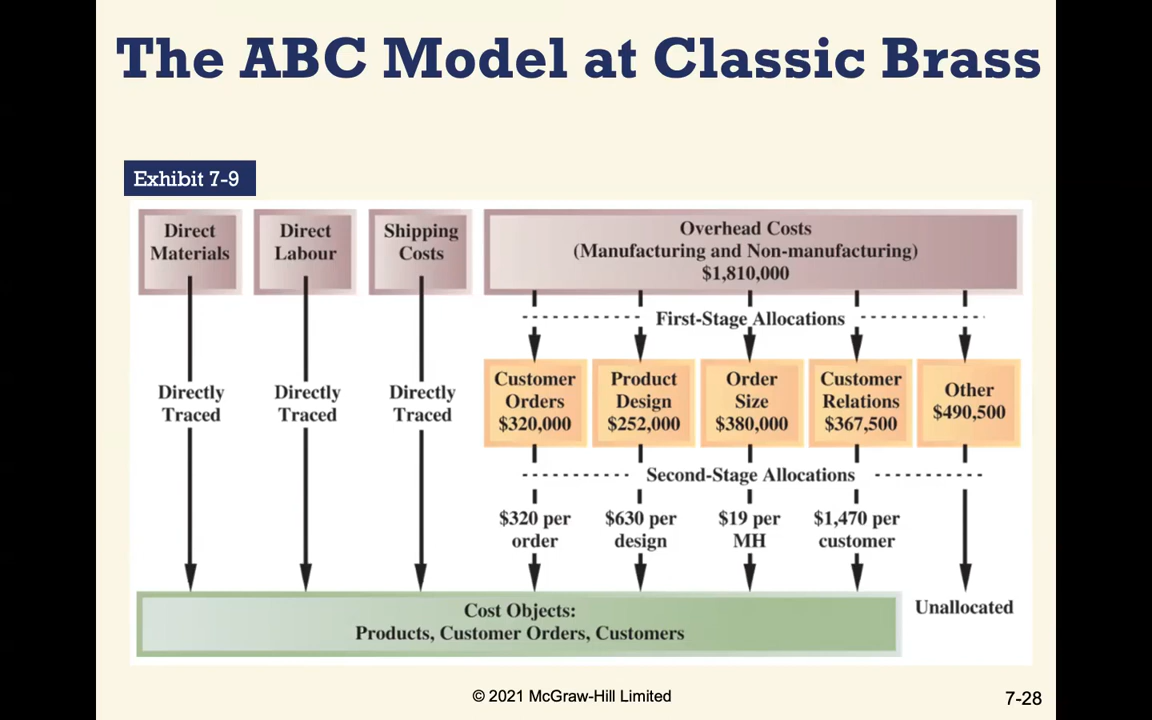 The ABC Model at Classic Brass
Exhibit 7-9
Direct
Materials
Direct
Labour
Shipping
Costs
Overhead Costs
(Manufacturing and Non-manufacturing)
$1,810,000
First-Stage Allocations
Directly
Traced
Directly
Traced
Directly
Traced
Customer
Orders
$320,000
Product
Design
$252,000
Order
Size
$380,000
Customer
Relations
$367,500
Other
$490,500
Second-Stage Allocations
$320 per
order
$630 per
design
$19 per
MH
$1,470 per
customer
Unallocated
Cost Objects:
Products, Customer Orders, Customers
© 2021 McGraw-Hill Limited
7-28